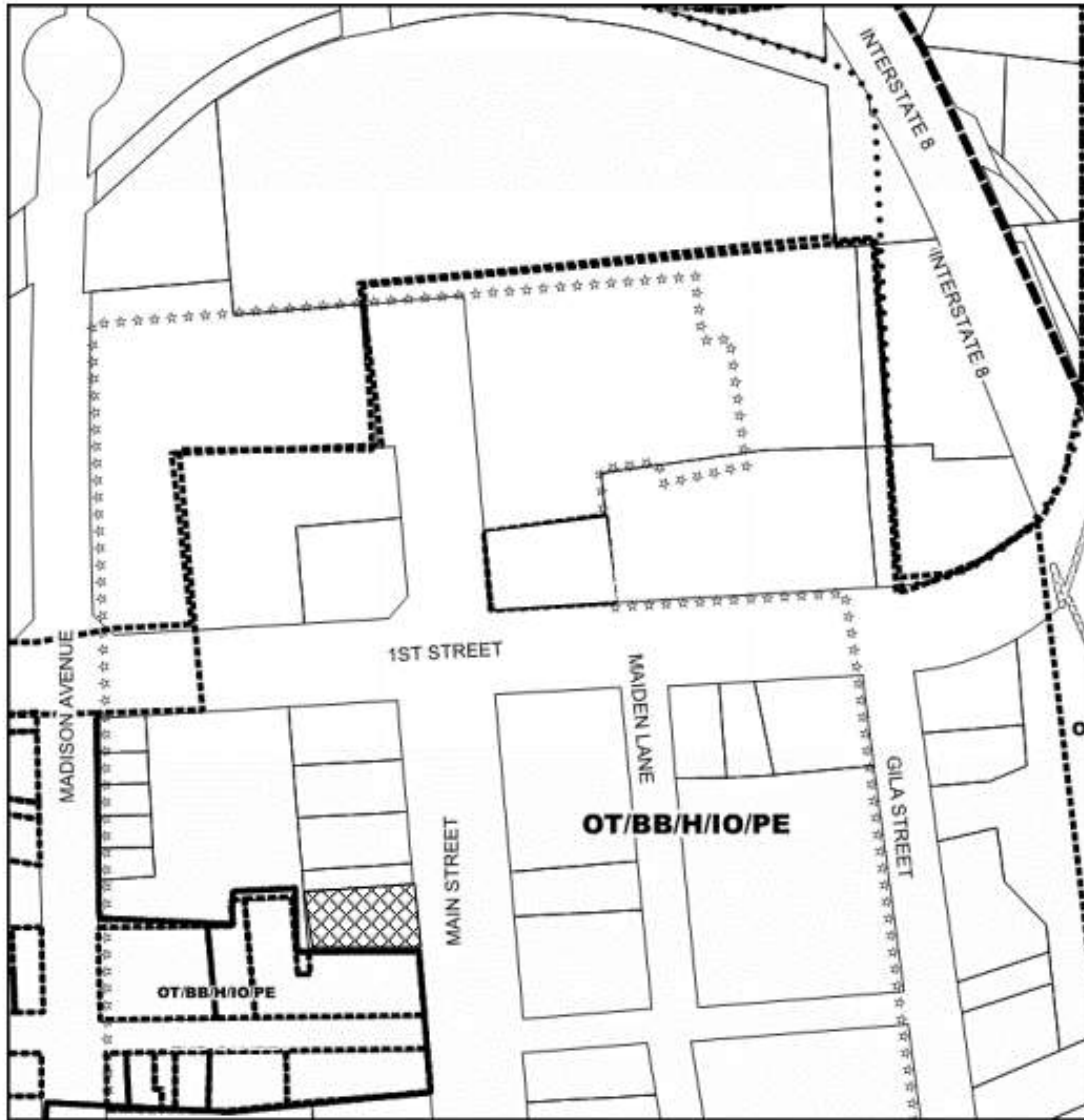 INTERSTATE 8
INTERSTATE 8
1ST STREET
MADISON AVENUE
MAIDEN LANE
GILA STREET
MAIN STREET
OT/BB/H/IO/PE
OT/BB/H/IO/PE
O